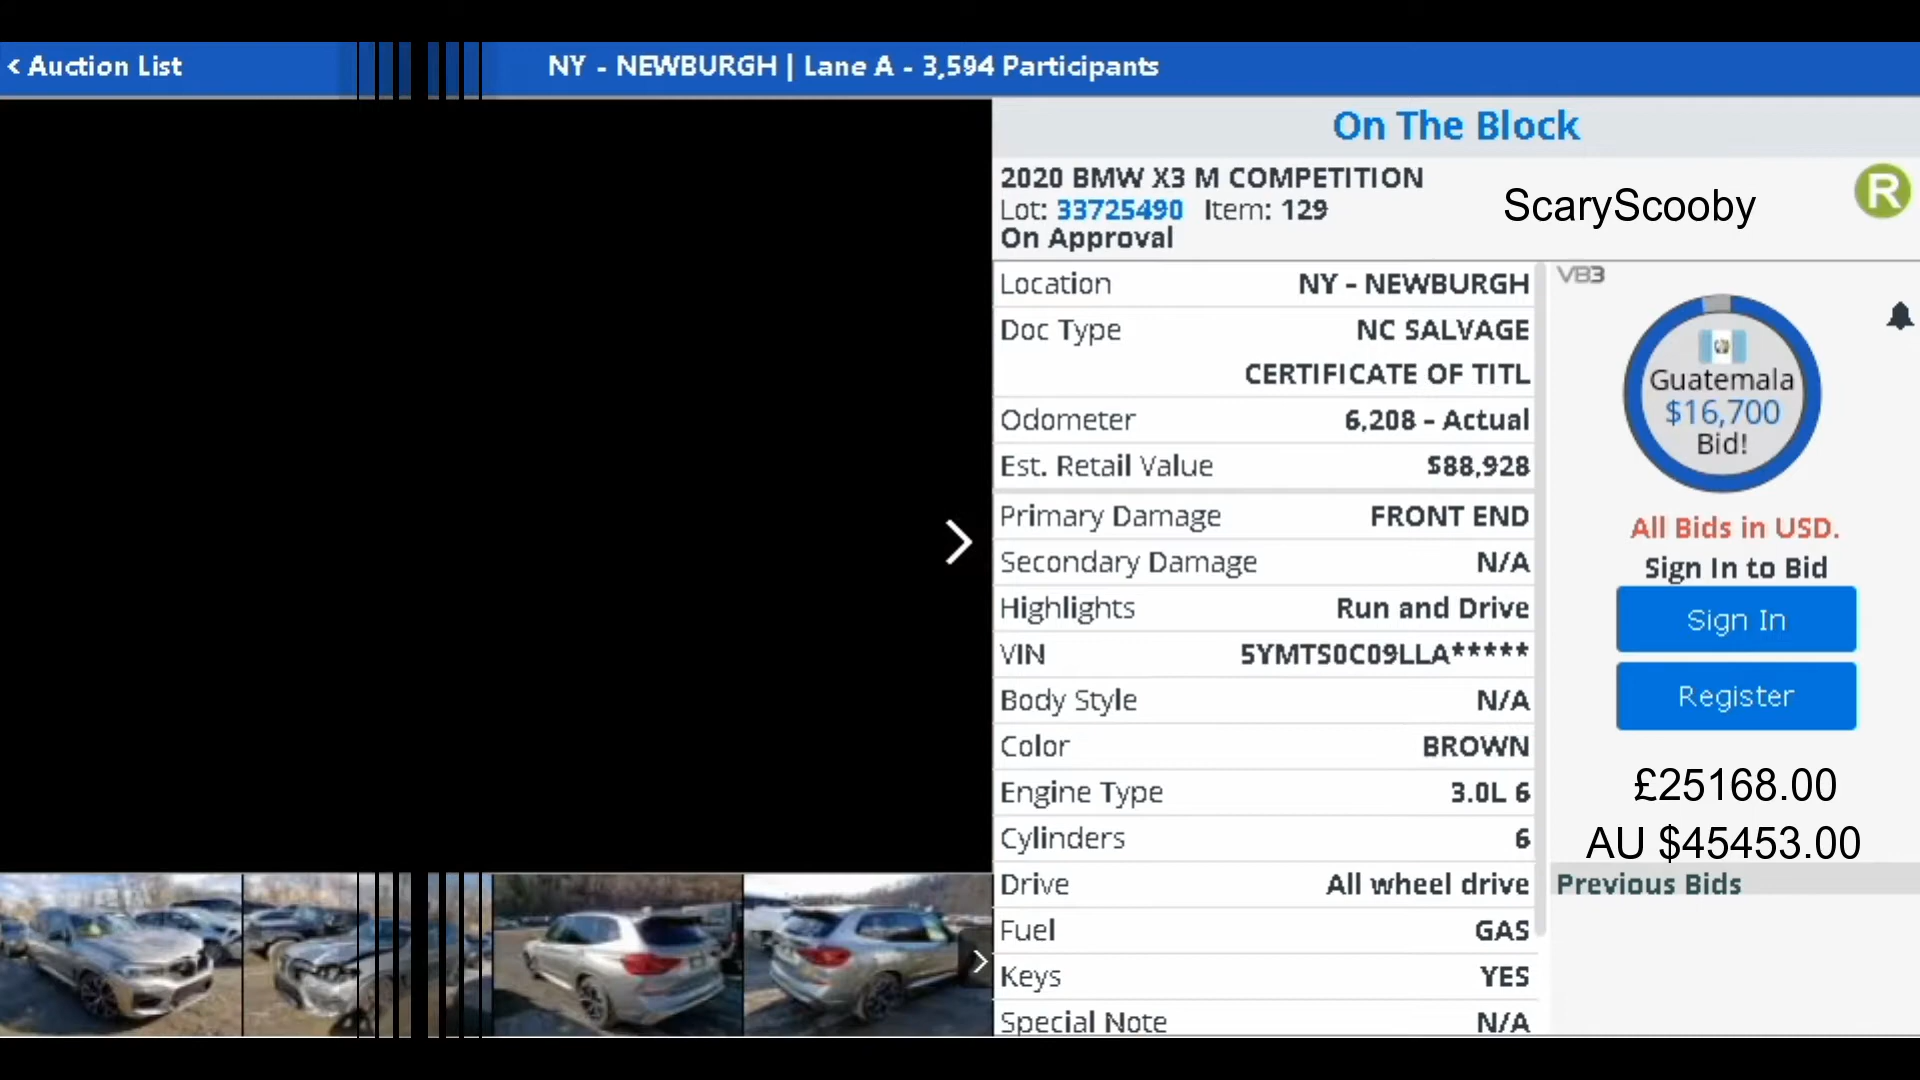 < Auction List
NY - NEWBURGH | Lane A - 3,594 Participants
On The Block
2020 BMW X3 M COMPETITION
Lot: 33725490 Item: 129
On Approval
ScaryScooby
R
Location NY - NEWBURGH
Doc Type NC SALVAGE
CERTIFICATE OF TITL
Odometer 6,208 - Actual
Est. Retail Value $88,928
Primary Damage FRONT END
Secondary Damage N/A
Highlights Run and Drive
VIN 5YMTS0C09LLA*****
Body Style N/A
Color BROWN
Engine Type 3.0L 6
Cylinders 6
Drive All wheel drive
Fuel GAS
Keys YES
Special Note N/A
VB3
Guatemala
$16,700
Bid!
All Bids in USD.
Sign In to Bid
Sign In
Register
£25168.00
AU $45453.00
Previous Bids